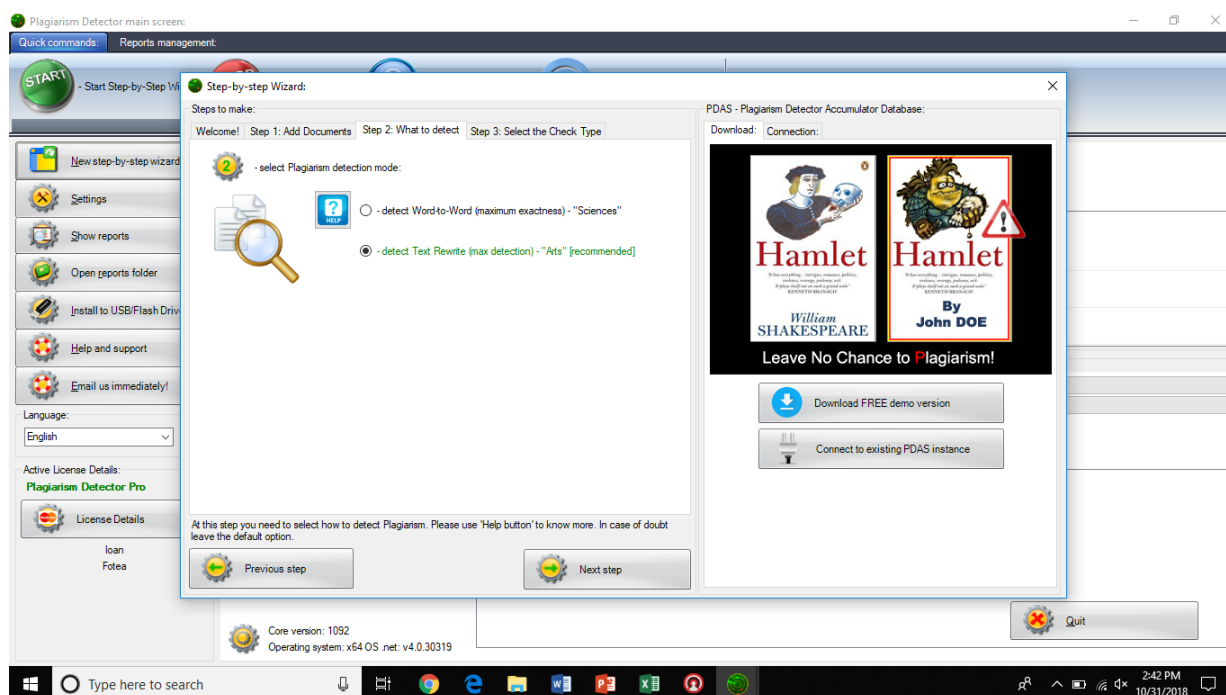 Plagiarism Detector main screen:
Quick commands:
Reports management:
START
- Start Step-by-Step Wi
Step-by-step Wizard:
Steps to make:
Welcome!
Step 1: Add Documents
Step 2: What to detect
Step 3: Select the Check Type
2
- select Plagiarism detection mode:
HELP
- detect Word-to-Word (maximum exactness) - "Sciences"
- detect Text Rewrite (max detection) - "Arts" [recommended]
At this step you need to select how to detect Plagiarism. Please use 'Help button' to know more. In case of doubt
leave the default option.
Previous step
Next step
PDAS - Plagiarism Detector Accumulator Database:
Download:
Connection:
Hamlet
KENNETH BRANAGH
William
SHAKESPEARE
Hamlet
KENNETH BRANAGH
By
John DOE
Leave No Chance to Plagiarism!
Download FREE demo version
Connect to existing PDAS instance
New step-by-step wizard
Settings
Show reports
Open reports folder
Install to USB/Flash Driv
Help and support
Email us immediately!
Language:
English
Active License Details:
Plagiarism Detector Pro
License Details
Ioan
Fotea
Core version: 1092
Operating system: x64 OS .net: v4.0.30319
Quit
Type here to search
2:42 PM
10/31/2018